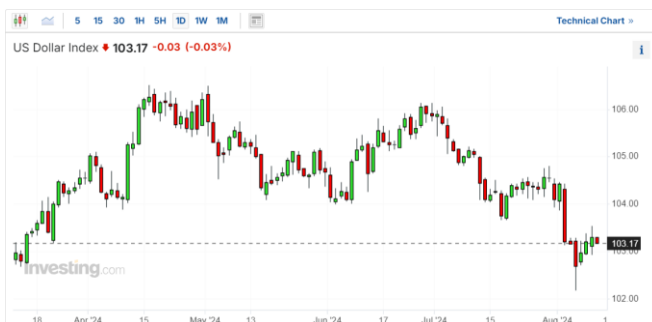 5 15 30 1H 5H 1D 1W 1M Technical Chart »
US Dollar Index 103.17 -0.03 (-0.03%)
i
106.00
105.00
104.00
103.17
102.00
Investing.com
18 Apr '24 15 May '24 13 Jun '24 17 Jul '24 15 Aug '24 1